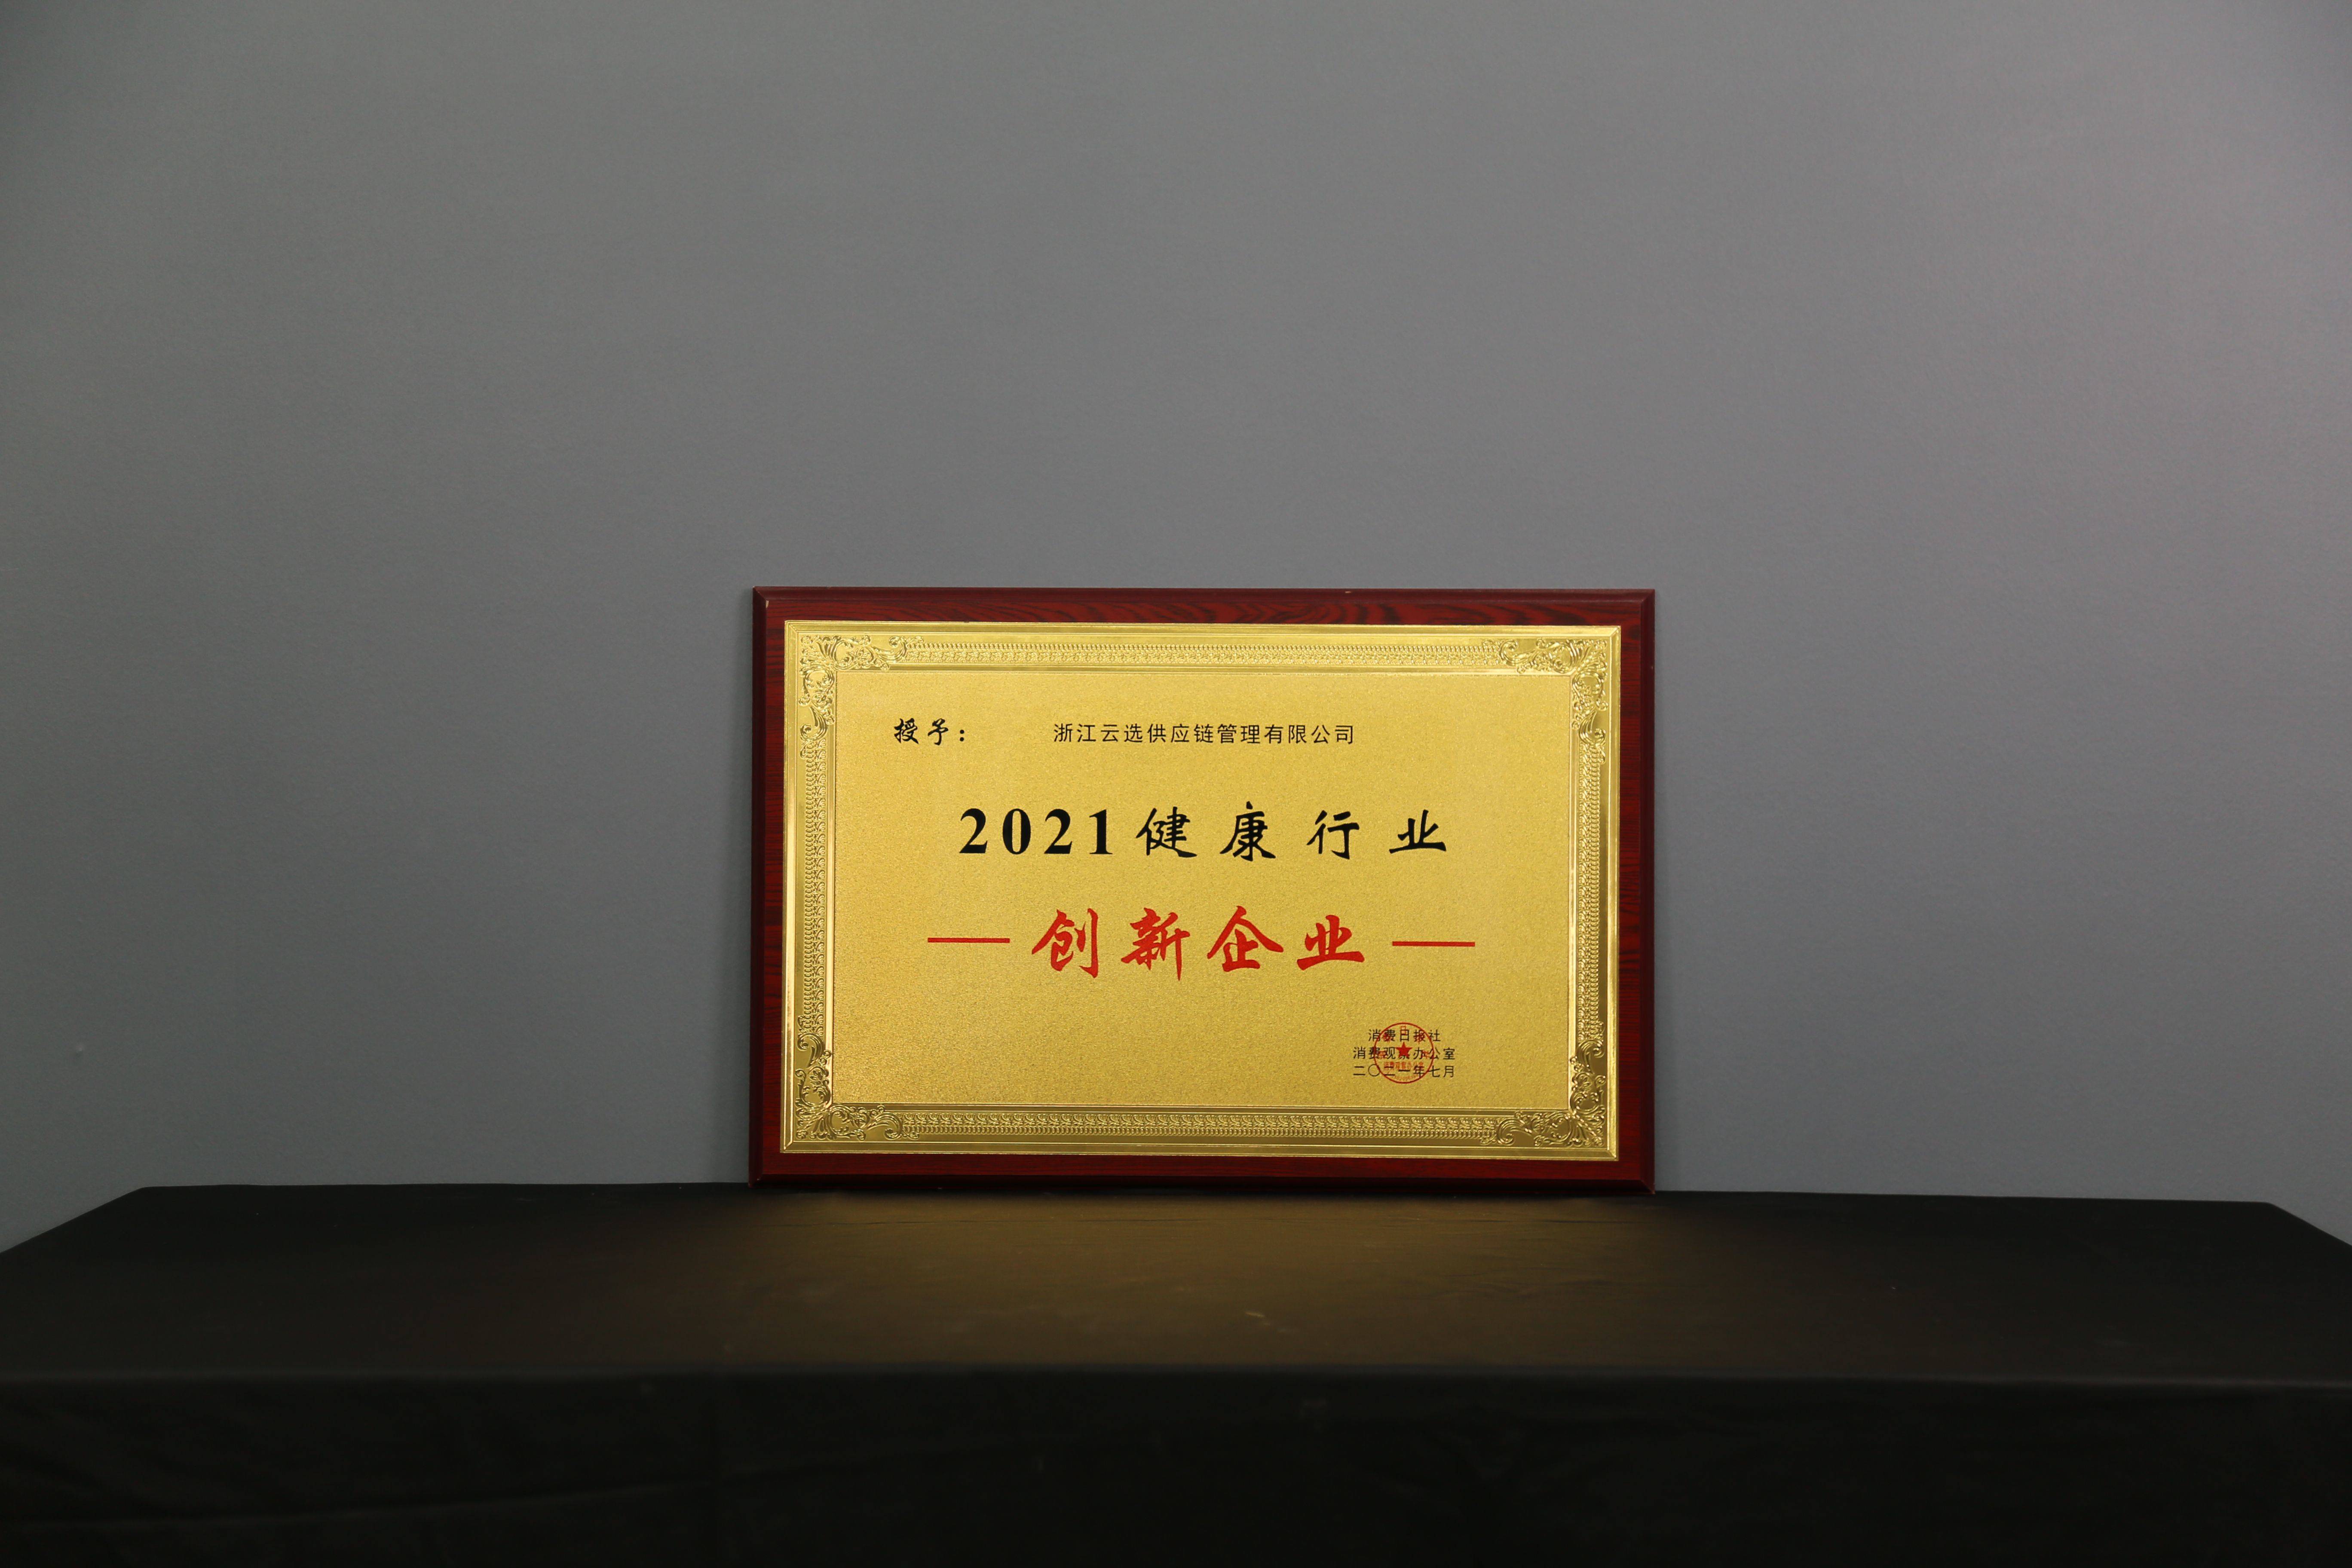 授予： 浙江云选供应链管理有限公司
2021健康行业
创新企业
消费日报社
消费观察办公室
二〇二一年七月